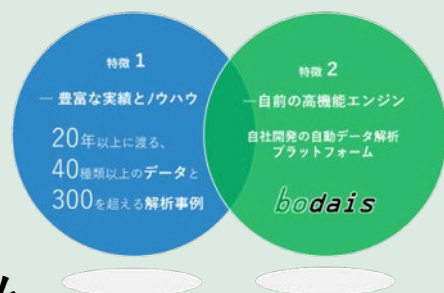 特徴 1
― 豊富な実績とノウハウ
20年以上に渡る、
40種類以上のデータと
300を超える解析事例
特徴 2
―自前の高機能エンジン
自社開発の自動データ解析
プラットフォーム
bodais